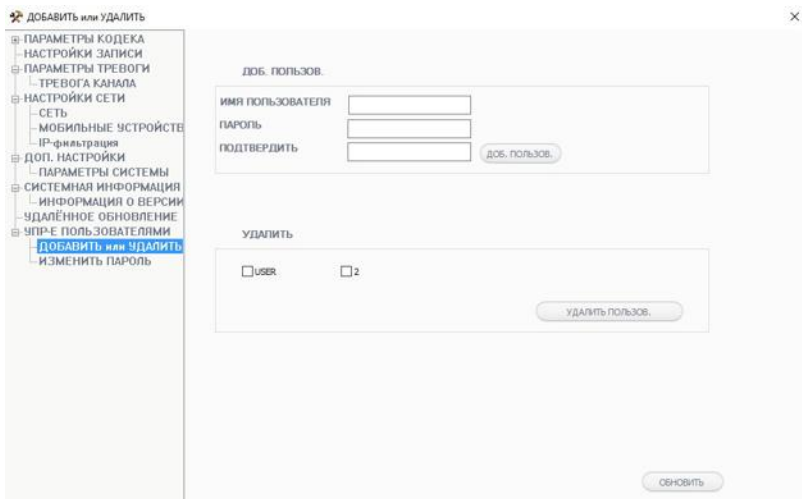 ДОБАВИТЬ или УДАЛИТЬ
ПАРАМЕТРЫ КОДЕКА
НАСТРОЙКИ ЗАПИСИ
ПАРАМЕТРЫ ТРЕВОГИ
ТРЕВОГА КАНАЛА
НАСТРОЙКИ СЕТИ
СЕТЬ
МОБИЛЬНЫЕ УСТРОЙСТВ
IP-фильтрация
ДОП. НАСТРОЙКИ
ПАРАМЕТРЫ СИСТЕМЫ
СИСТЕМНАЯ ИНФОРМАЦИЯ
ИНФОРМАЦИЯ О ВЕРСИИ
УДАЛЁННОЕ ОБНОВЛЕНИЕ
УПР-Е ПОЛЬЗОВАТЕЛЯМИ
ДОБАВИТЬ или УДАЛИТЬ
ИЗМЕНИТЬ ПАРОЛЬ
ДОБ. ПОЛЬЗОВ.
ИМЯ ПОЛЬЗОВАТЕЛЯ
ПАРОЛЬ
ПОДТВЕРДИТЬ
ДОБ. ПОЛЬЗОВ.
УДАЛИТЬ
USER 2
УДАЛИТЬ ПОЛЬЗОВ.
ОБНОВИТЬ